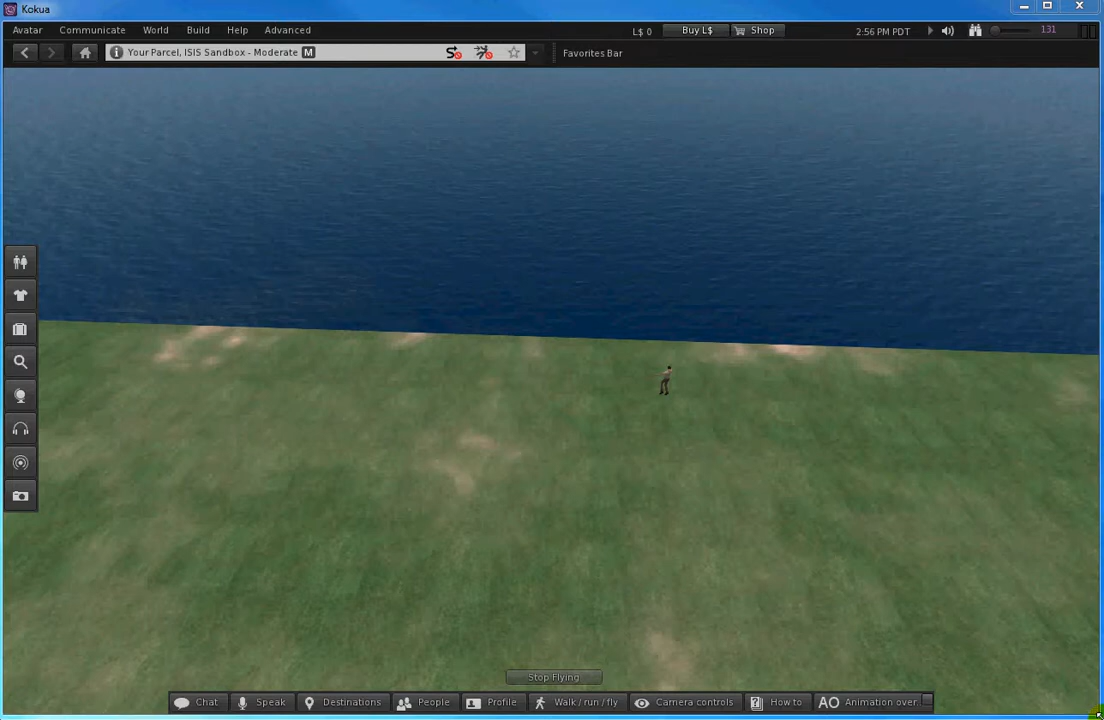 Kokua
Avatar Communicate World Build Help Advanced L$ 0 Buy L$ Shop 2:56 PM PDT 131
Your Parcel, ISIS Sandbox - Moderate M Favorites Bar
Stop Flying
Chat Speak Destinations People Profile Walk / run / fly Camera controls How to AO Animation over.